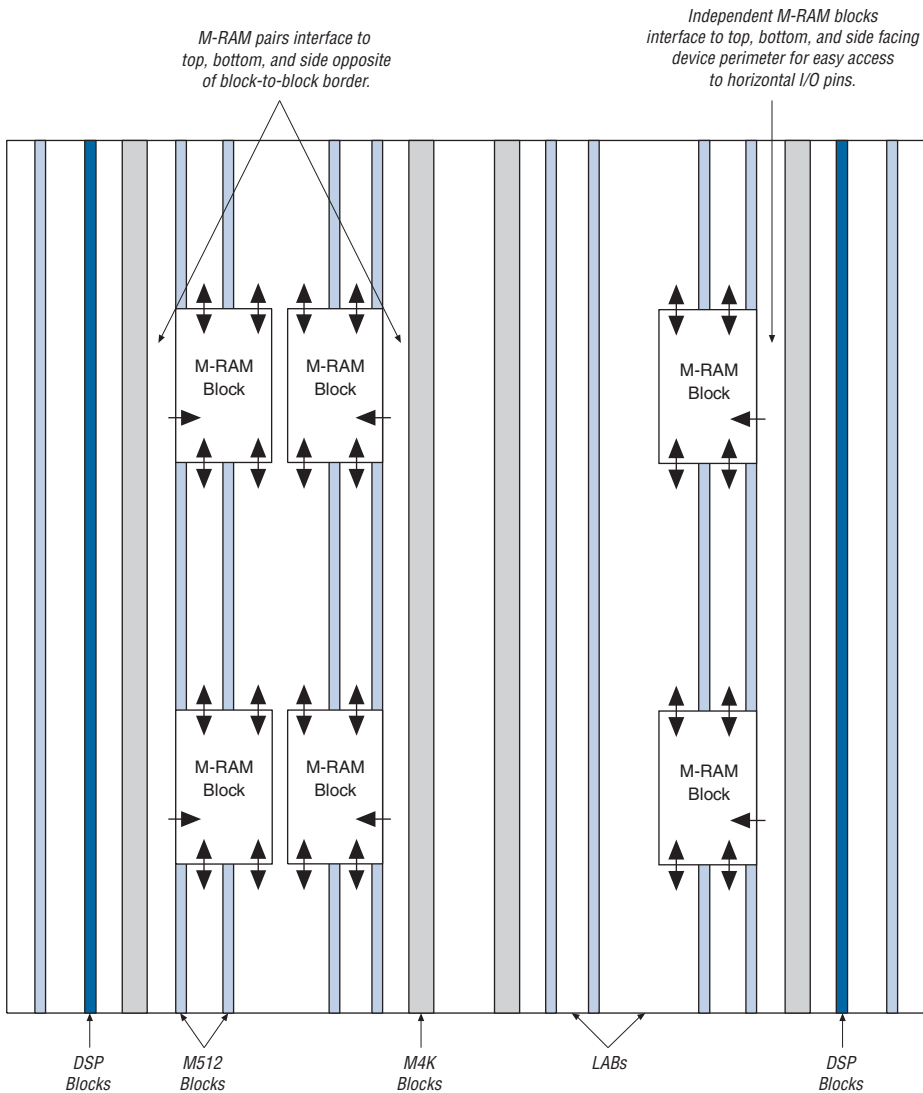 M-RAM pairs interface to
top, bottom, and side opposite
of block-to-block border.
Independent M-RAM blocks
interface to top, bottom, and side facing
device perimeter for easy access
to horizontal I/O pins.
M-RAM
Block
M-RAM
Block
M-RAM
Block
M-RAM
Block
M-RAM
Block
M-RAM
Block
DSP
Blocks
M512
Blocks
M4K
Blocks
LABs
DSP
Blocks